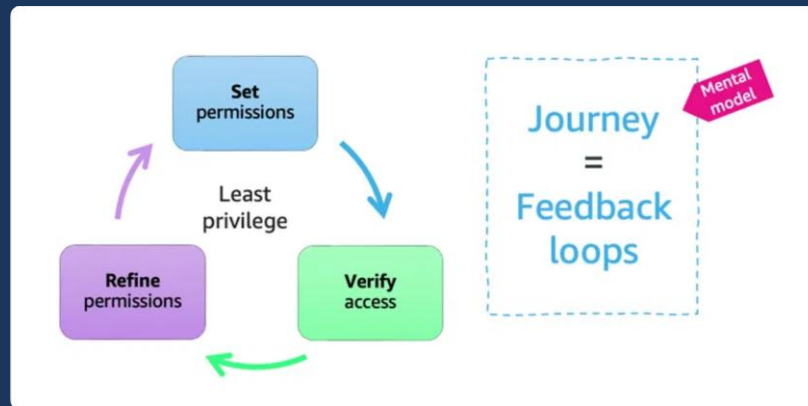 Set
permissions
Least
privilege
Refine
permissions
Verify
access
Journey
=
Feedback
loops
Mental
model